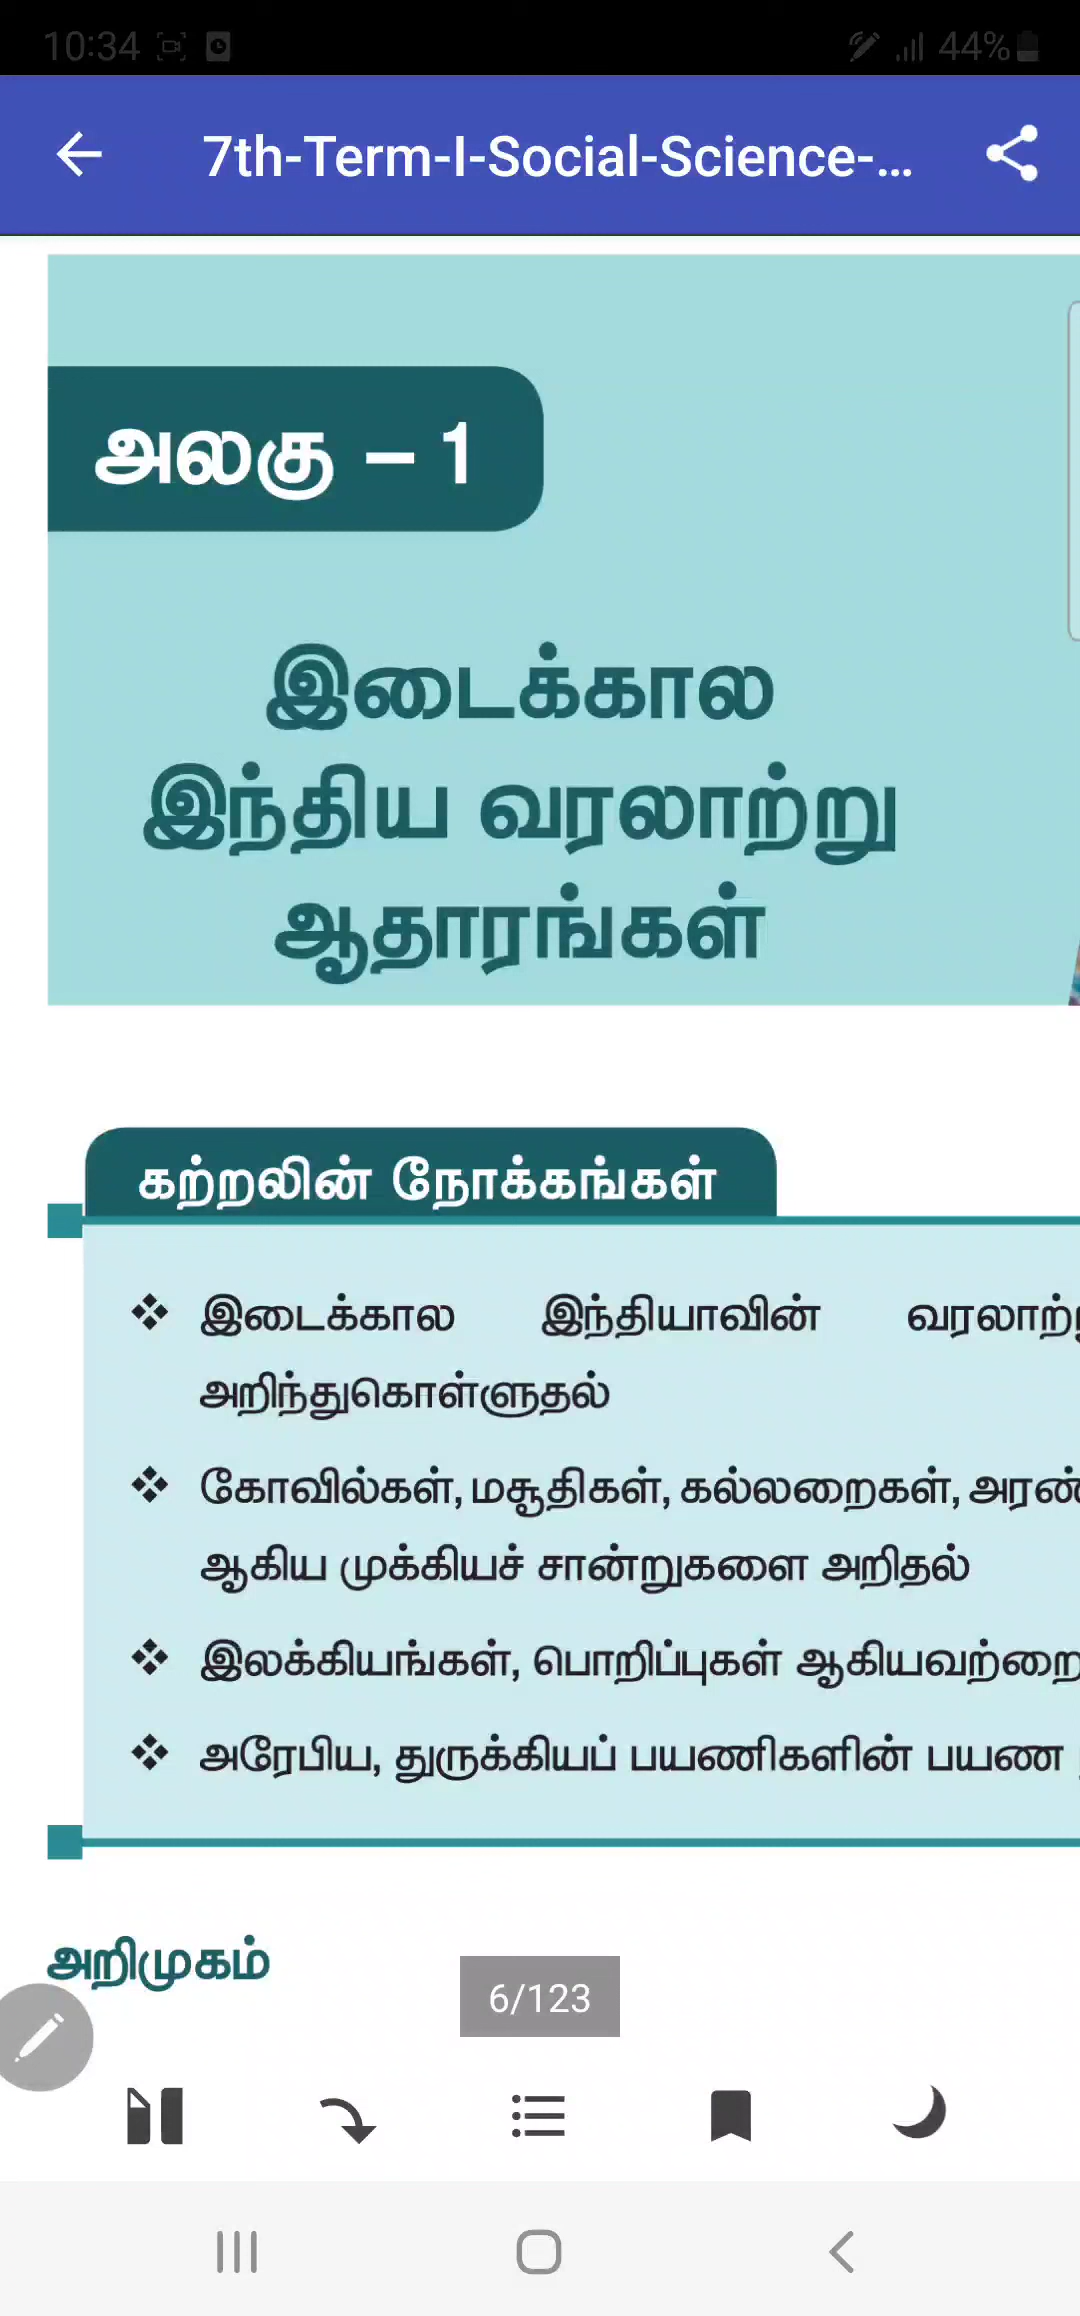 10:34 44%
7th-Term-I-Social-Science-...
அலகு – 1
இடைக்கால
இந்திய வரலாற்று
ஆதாரங்கள்
கற்றலின் நோக்கங்கள்
❖ இடைக்கால இந்தியாவின்
அறிந்துகொள்ளுதல்
❖ கோவில்கள், மசூதிகள், கல்லறைகள்,
ஆகிய முக்கியச் சான்றுகளை அறிதல்
❖ இலக்கியங்கள், பொறிப்புகள் ஆகியவற்றை
❖ அரேபிய, துருக்கியப் பயணிகளின் பயண
அறிமுகம்
6/123